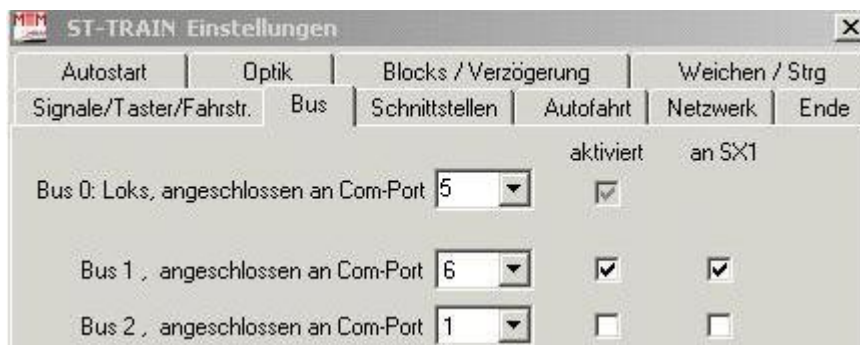 ST-TRAIN Einstellungen
Autostart Optik Blocks / Verzögerung Weichen / Strg
Signale/Taster/Fahrstr. Bus Schnittstellen Autofahrt Netzwerk Ende
aktiviert an SX1
Bus 0: Loks, angeschlossen an Com-Port 5
Bus 1 , angeschlossen an Com-Port 6
Bus 2 , angeschlossen an Com-Port 1